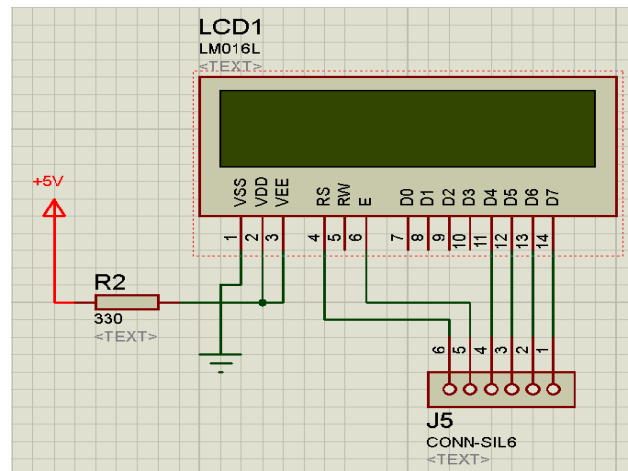 LCD1
LM016L
<TEXT>
VSS VDD VEE RS RW E D0 D1 D2 D3 D4 D5 D6 D7
+5V
1 2 3 4 5 6 7 8 9 10 11 12 13 14
R2
330
<TEXT>
6 5 4 3 2 1
J5
CONN-SIL6
<TEXT>